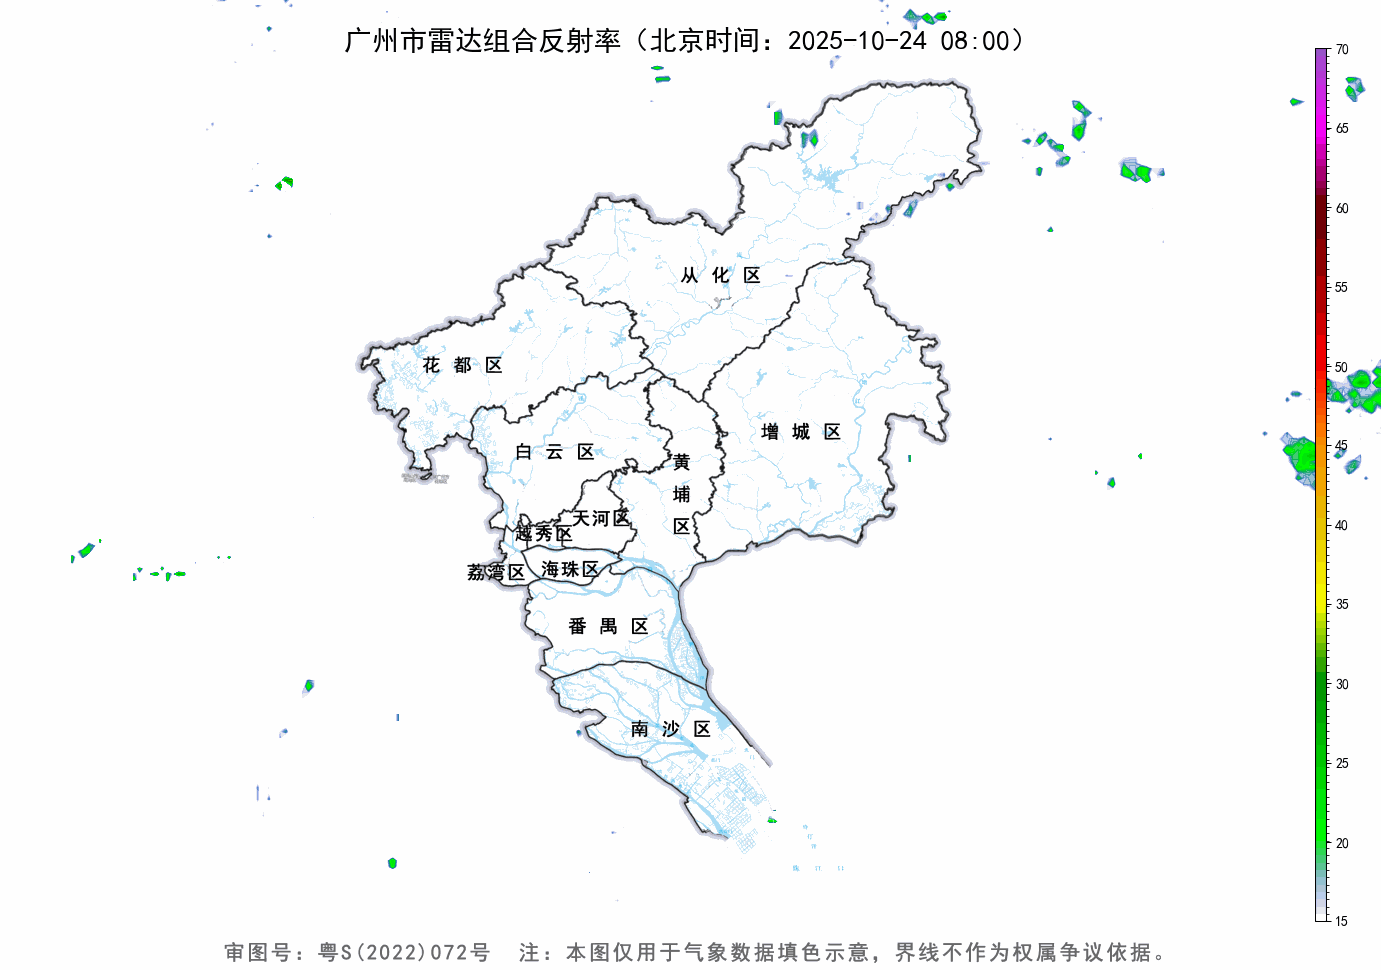 广州市雷达组合反射率（北京时间：2025-10-24 08:00）
70
65
60
55
50
45
40
35
30
25
20
15
从化区
花都区
增城区
白云区
黄埔区
天河区
越秀区
荔湾区
海珠区
番禺区
南沙区
审图号：粤S(2022)072号 注：本图仅用于气象数据填色示意，界线不作为权属争议依据。